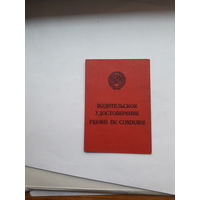 ВОДИТЕЛЬСКОЕ
УДОСТОВЕРЕНИЕ
PERMIS DE CONDUIRE